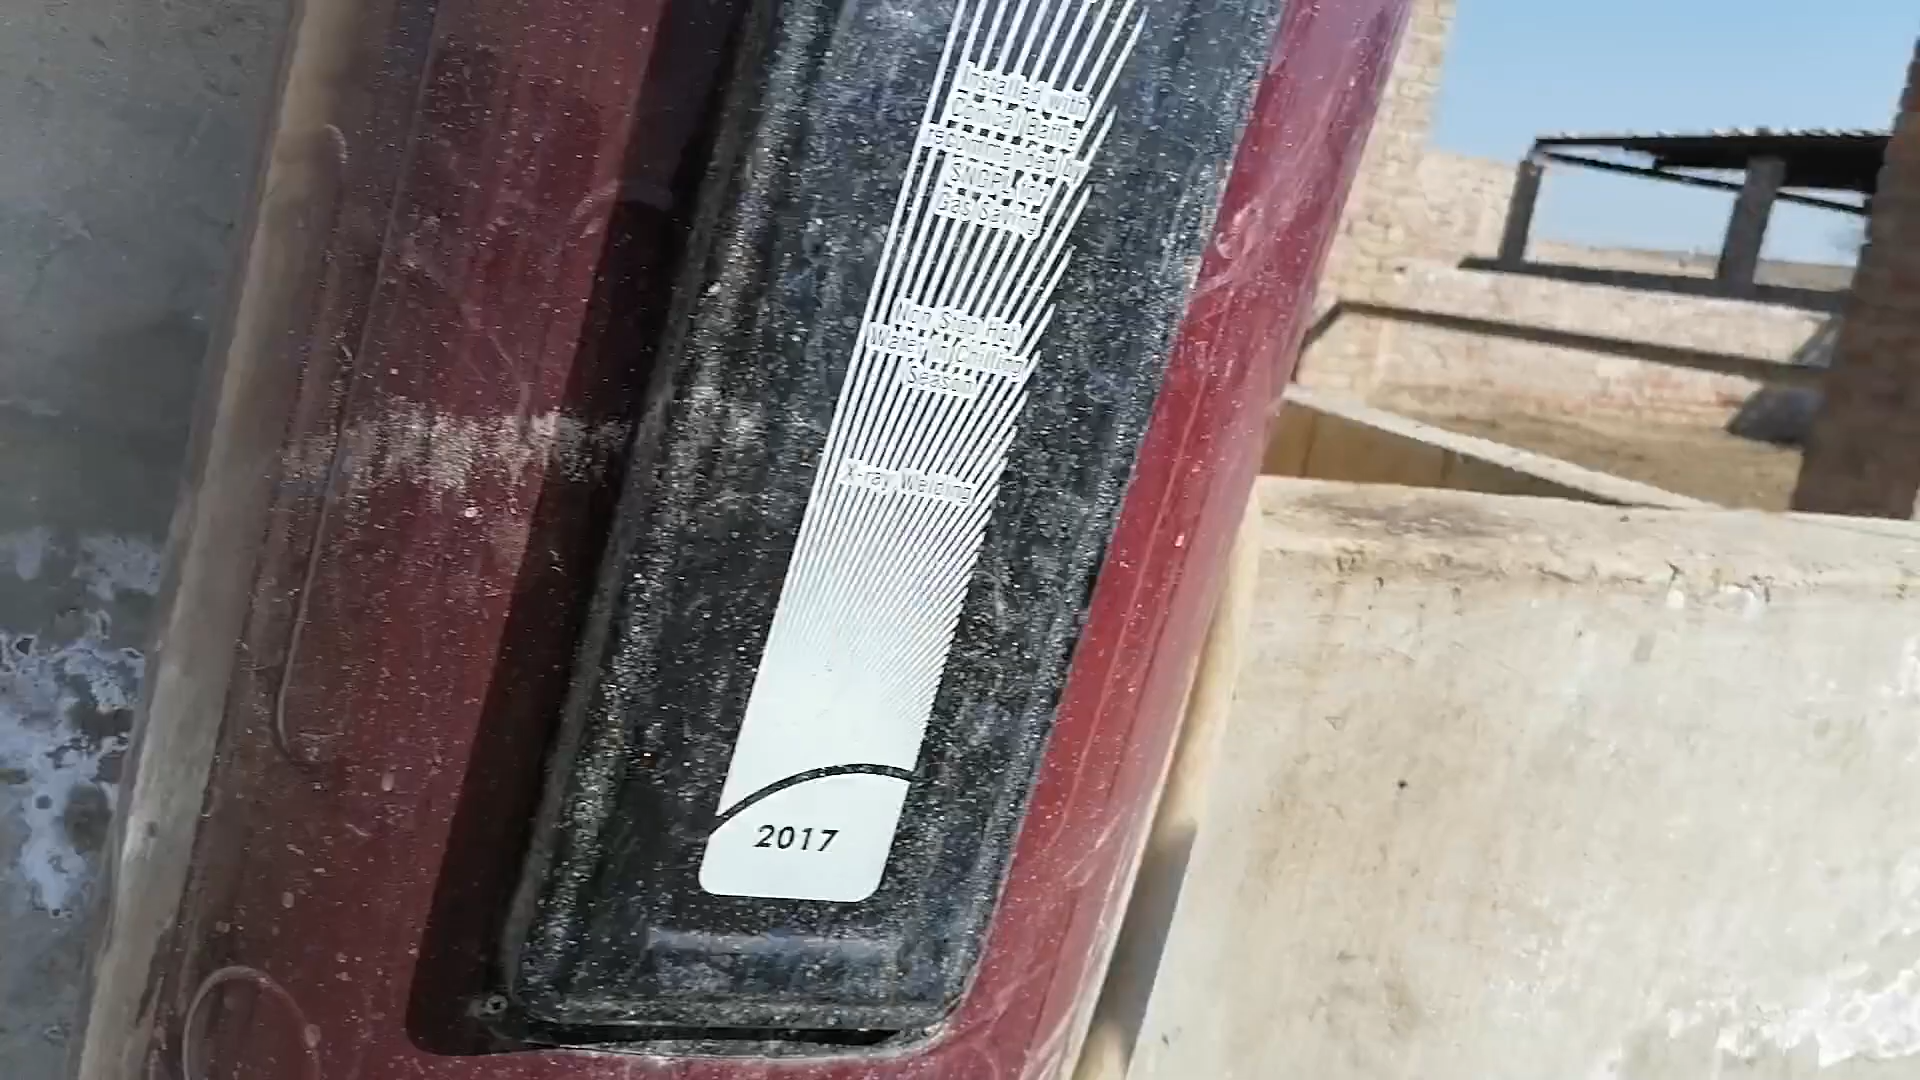 Installed with
Conical Baffle
recommanded by
SNGPL for
Gas Saving
Non Stop Hot
Water in Chilling
Season
X-ray Welding
2017